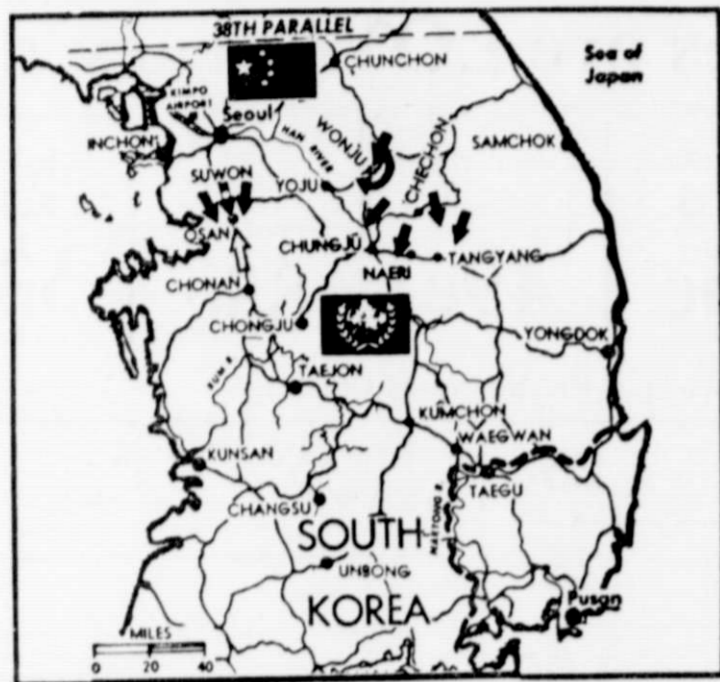 38TH PARALLEL
Sea of
Japan
CHUNCHON
KIMPO
AIRPORT
Seoul
HAN RIVER
WONJU
CHECHON
SAMCHOK
INCHON
SUWON
YOJU
OSAN
CHUNGJU
NAERI
TANGYANG
CHONAN
CHONGJU
YONGDOK
KUM R.
TAEJON
KUMCHON
WAEGWAN
KUNSAN
TAEGU
CHANGSU
NAKTONG R.
SOUTH
UNBONG
KOREA
Pusan
MILES
0 20 40